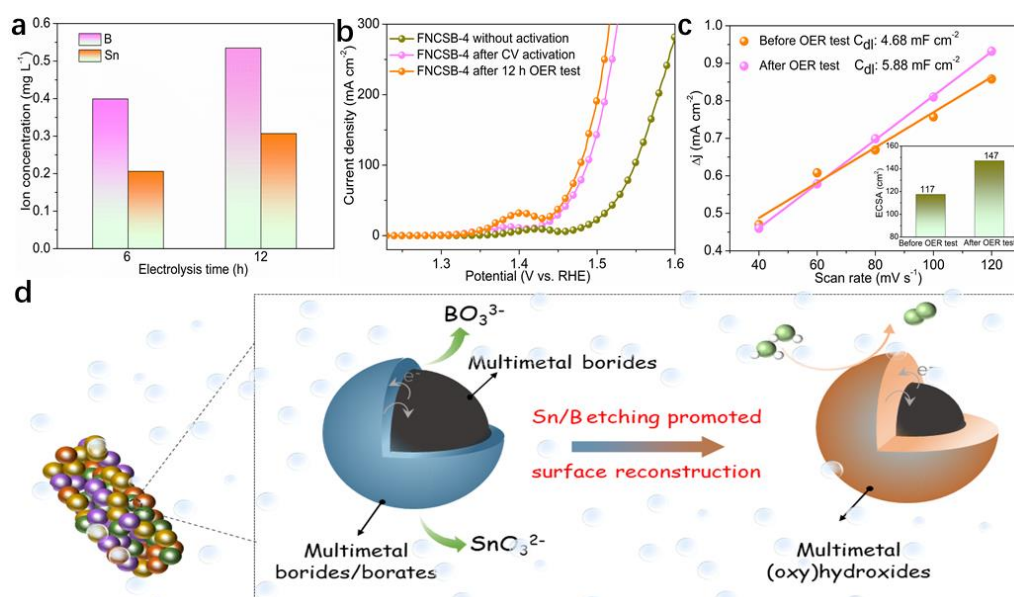 a
B
Sn
Ion concentration (mg L⁻¹)
0.6
0.5
0.4
0.3
0.2
0.1
0.0
6
12
Electrolysis time (h)
b
FNCSB-4 without activation
FNCSB-4 after CV activation
FNCSB-4 after 12 h OER test
Current density (mA cm⁻²)
300
200
100
0
1.3
1.4
1.5
1.6
Potential (V vs. RHE)
c
Before OER test Cdl: 4.68 mF cm⁻²
After OER test Cdl: 5.88 mF cm⁻²
Δj (mA cm⁻²)
1.0
0.9
0.8
0.7
0.6
0.5
0.4
40
60
80
100
120
Scan rate (mV s⁻¹)
ECSA (cm²)
160
140
120
100
80
117
147
Before OER test
After OER test
d
BO₃³⁻
Multimetal borides
e⁻
Sn/B etching promoted
surface reconstruction
Multimetal
borides/borates
SnO₃²⁻
e⁻
Multimetal
(oxy)hydroxides